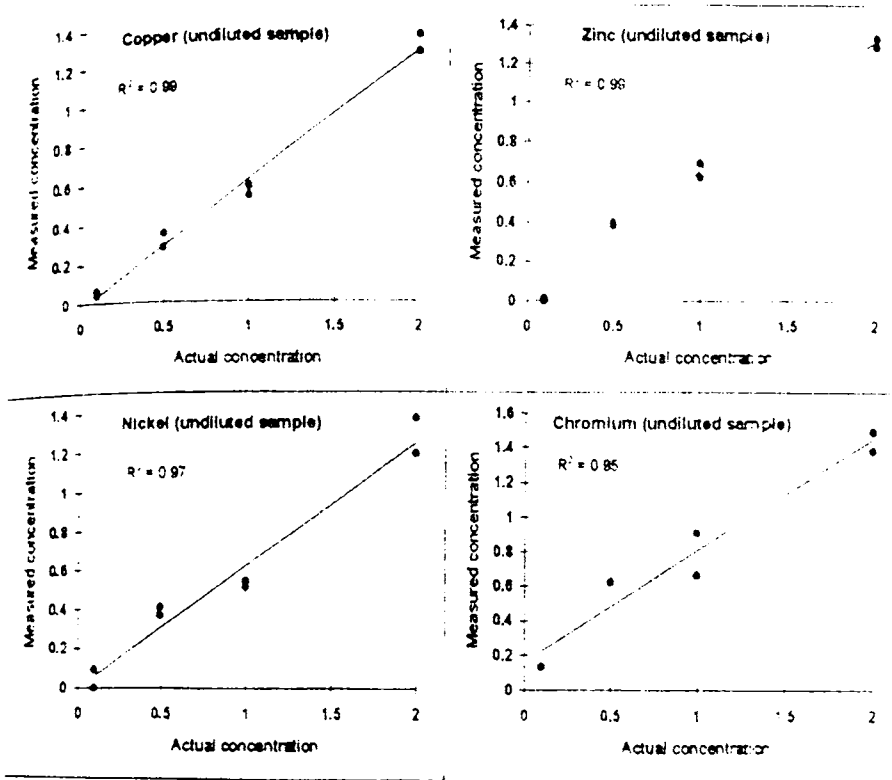 Copper (undiluted sample)
R² = 0.99
Measured concentration
1.4
1.2
1
0.8
0.6
0.4
0.2
0
0 0.5 1 1.5 2
Actual concentration
Zinc (undiluted sample)
R² = 0.99
Measured concentration
1.4
1.2
1
0.8
0.6
0.4
0.2
0
0 0.5 1 1.5 2
Actual concentration
Nickel (undiluted sample)
R² = 0.97
Measured concentration
1.4
1.2
1
0.8
0.6
0.4
0.2
0
0 0.5 1 1.5 2
Actual concentration
Chromium (undiluted sample)
R² = 0.95
Measured concentration
1.6
1.4
1.2
1
0.8
0.6
0.4
0.2
0
0 0.5 1 1.5 2
Actual concentration